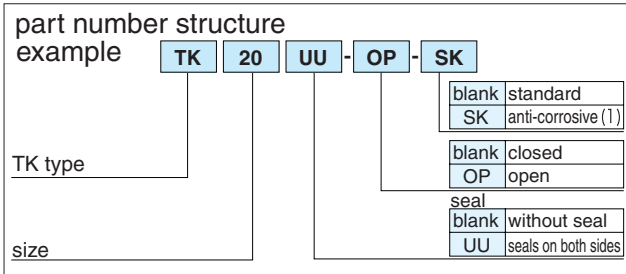 part number structure
example TK 20 UU - OP - SK
blank standard
SK anti-corrosive (1)
TK type
blank closed
OP open
seal
blank without seal
size
UU seals on both sides